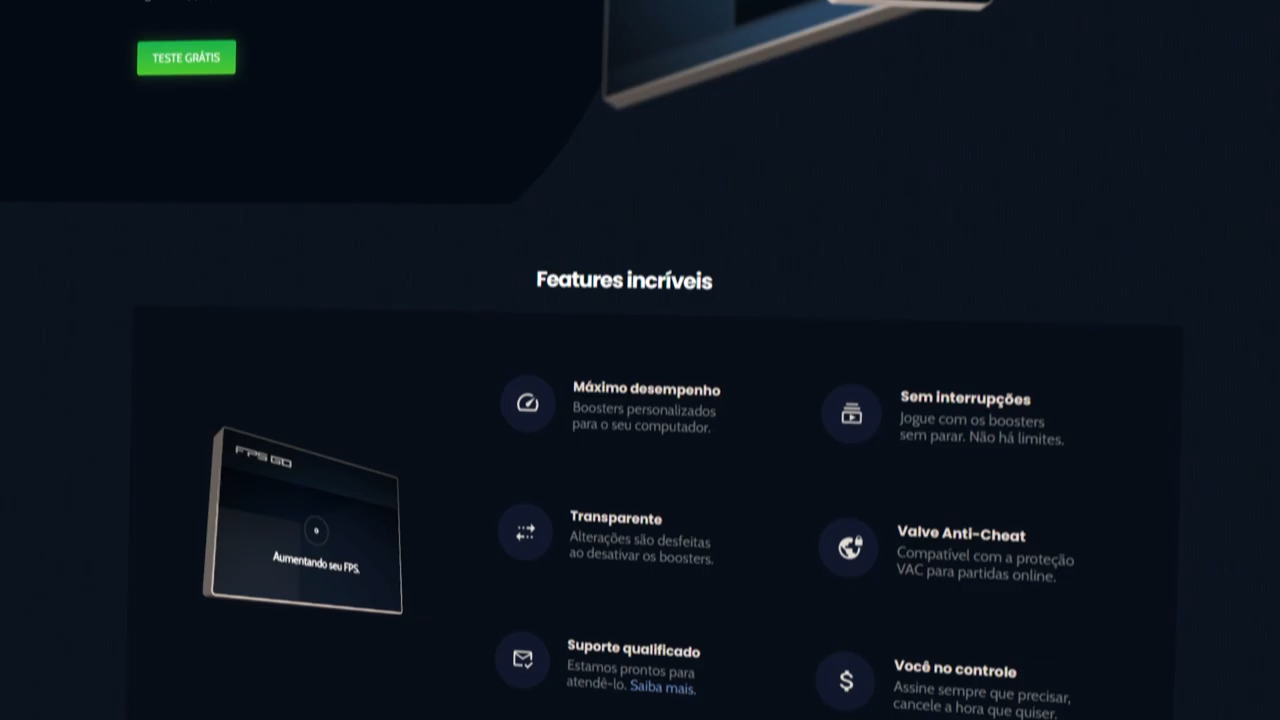 TESTE GRÁTIS
Features incríveis
FPS GO
Aumentando seu FPS.
Máximo desempenho
Boosters personalizados
para o seu computador.
Sem interrupções
Jogue com os boosters
sem parar. Não há limites.
Transparente
Alterações são desfeitas
ao desativar os boosters.
Valve Anti-Cheat
Compatível com a proteção
VAC para partidas online.
Suporte qualificado
Estamos prontos para
atendê-lo. Saiba mais.
Você no controle
Assine sempre que precisar,
cancele a hora que quiser.